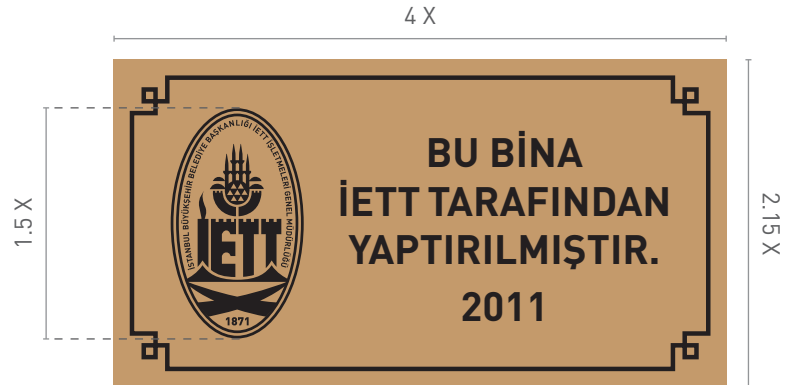 4 X
1.5 X
İSTANBUL BÜYÜKŞEHİR BELEDİYE BAŞKANLIĞI İETT İŞLETMELERİ GENEL MÜDÜRLÜĞÜ
İETT
1871
BU BİNA
İETT TARAFINDAN
YAPTIRILMIŞTIR.
2011
2.15 X